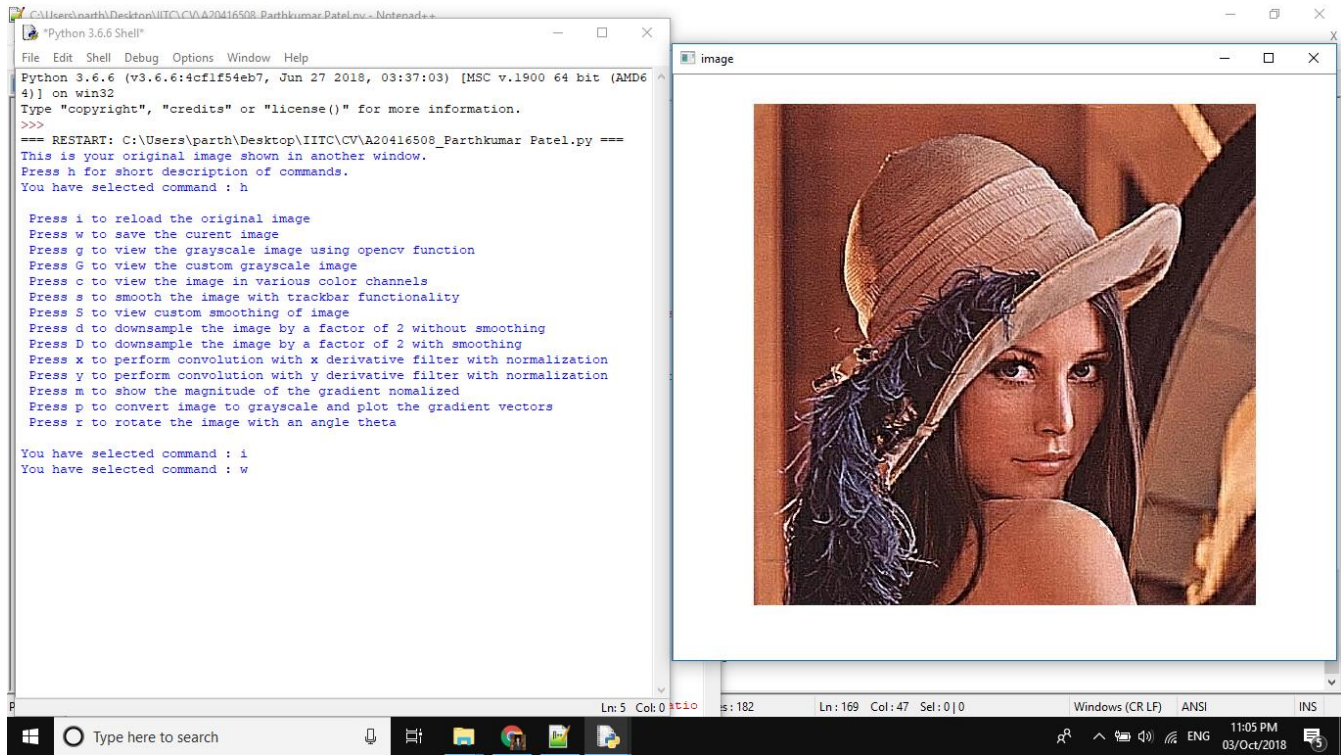 C:\Users\parth\Desktop\IITC\CV\A20416508_Parthkumar Patel.py - Notepad++
*Python 3.6.6 Shell*
File Edit Shell Debug Options Window Help
Python 3.6.6 (v3.6.6:4cf1f54eb7, Jun 27 2018, 03:37:03) [MSC v.1900 64 bit (AMD6
4)] on win32
Type "copyright", "credits" or "license()" for more information.
>>>
=== RESTART: C:\Users\parth\Desktop\IITC\CV\A20416508_Parthkumar Patel.py ===
This is your original image shown in another window.
Press h for short description of commands.
You have selected command : h
Press i to reload the original image
Press w to save the curent image
Press g to view the grayscale image using opencv function
Press G to view the custom grayscale image
Press c to view the image in various color channels
Press s to smooth the image with trackbar functionality
Press S to view custom smoothing of image
Press d to downsample the image by a factor of 2 without smoothing
Press D to downsample the image by a factor of 2 with smoothing
Press x to perform convolution with x derivative filter with normalization
Press y to perform convolution with y derivative filter with normalization
Press m to show the magnitude of the gradient nomalized
Press p to convert image to grayscale and plot the gradient vectors
Press r to rotate the image with an angle theta
You have selected command : i
You have selected command : w
Ln: 5 Col: 0
image
X
atio
s : 182 Ln : 169 Col : 47 Sel : 0 | 0 Windows (CR LF) ANSI INS
Type here to search
ENG
11:05 PM
03/Oct/2018
5